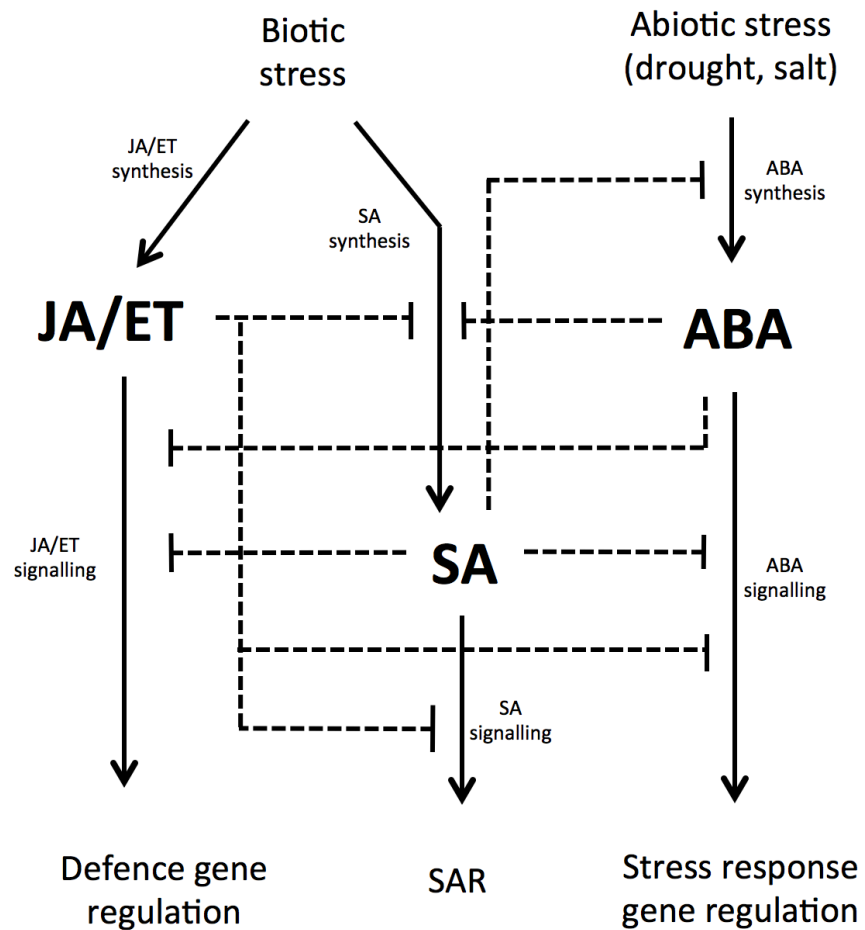 Biotic
stress
Abiotic stress
(drought, salt)
JA/ET
synthesis
SA
synthesis
ABA
synthesis
JA/ET
ABA
SA
JA/ET
signalling
ABA
signalling
SA
signalling
Defence gene
regulation
SAR
Stress response
gene regulation